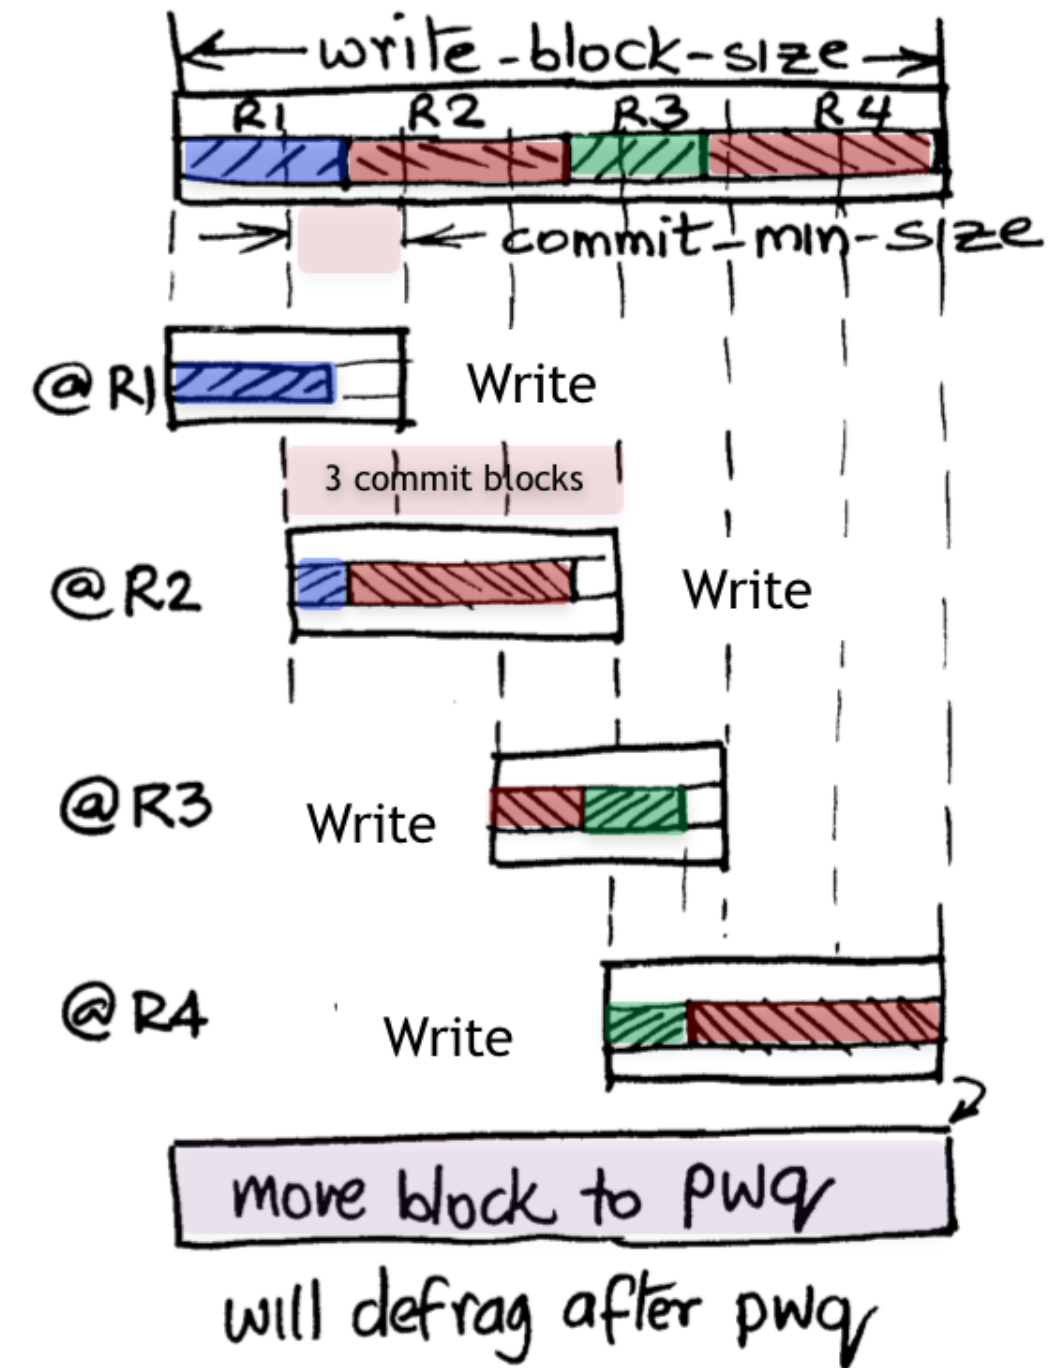 write-block-size
R1 R2 R3 R4
commit-min-size
@R1 Write
3 commit blocks
@R2 Write
@R3 Write
@R4 Write
move block to pwq
will defrag after pwq